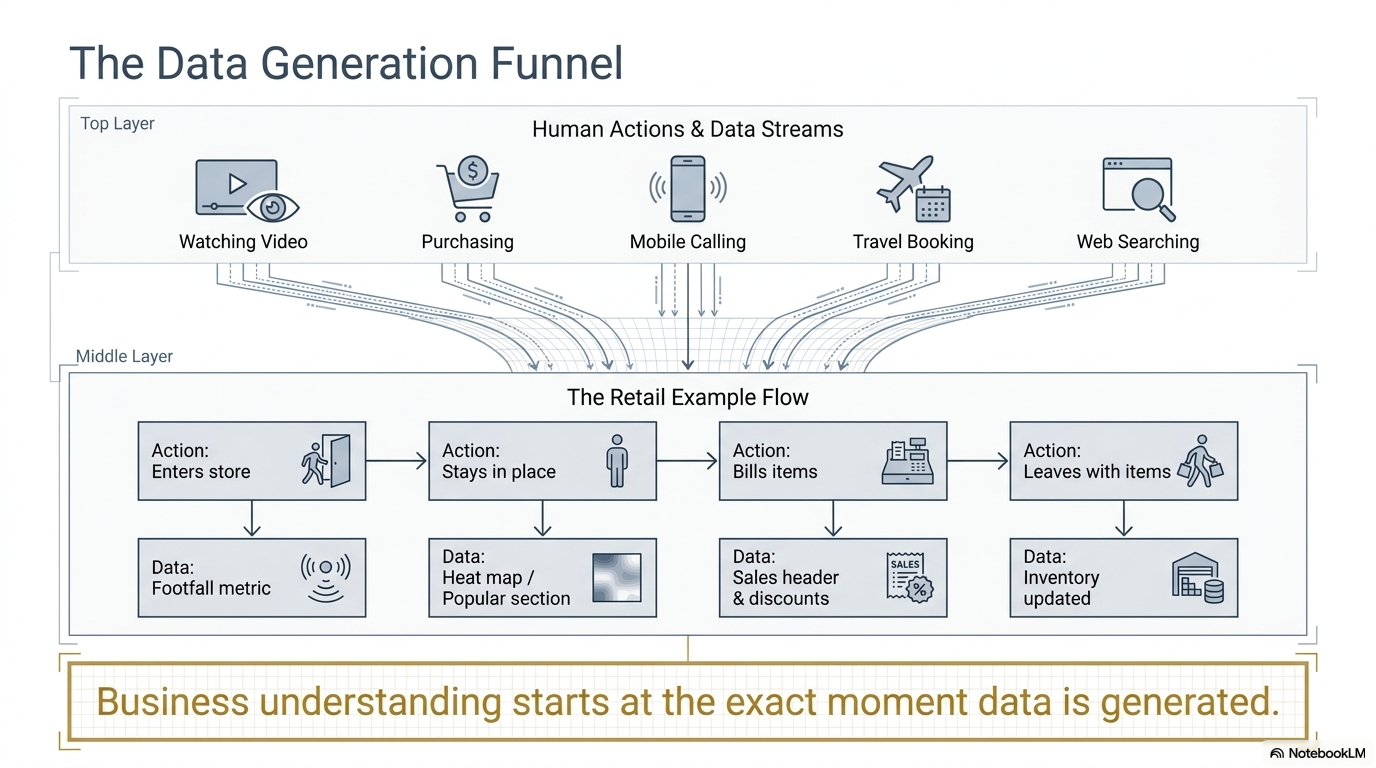 The Data Generation Funnel
Top Layer
Human Actions & Data Streams
Watching Video
$
Purchasing
Mobile Calling
Travel Booking
Web Searching
Middle Layer
The Retail Example Flow
Action:
Enters store
Action:
Stays in place
Action:
Bills items
Action:
Leaves with items
Data:
Footfall metric
Data:
Heat map /
Popular section
Data:
Sales header
& discounts
SALES
%
Data:
Inventory
updated
Business understanding starts at the exact moment data is generated.
NotebookLM